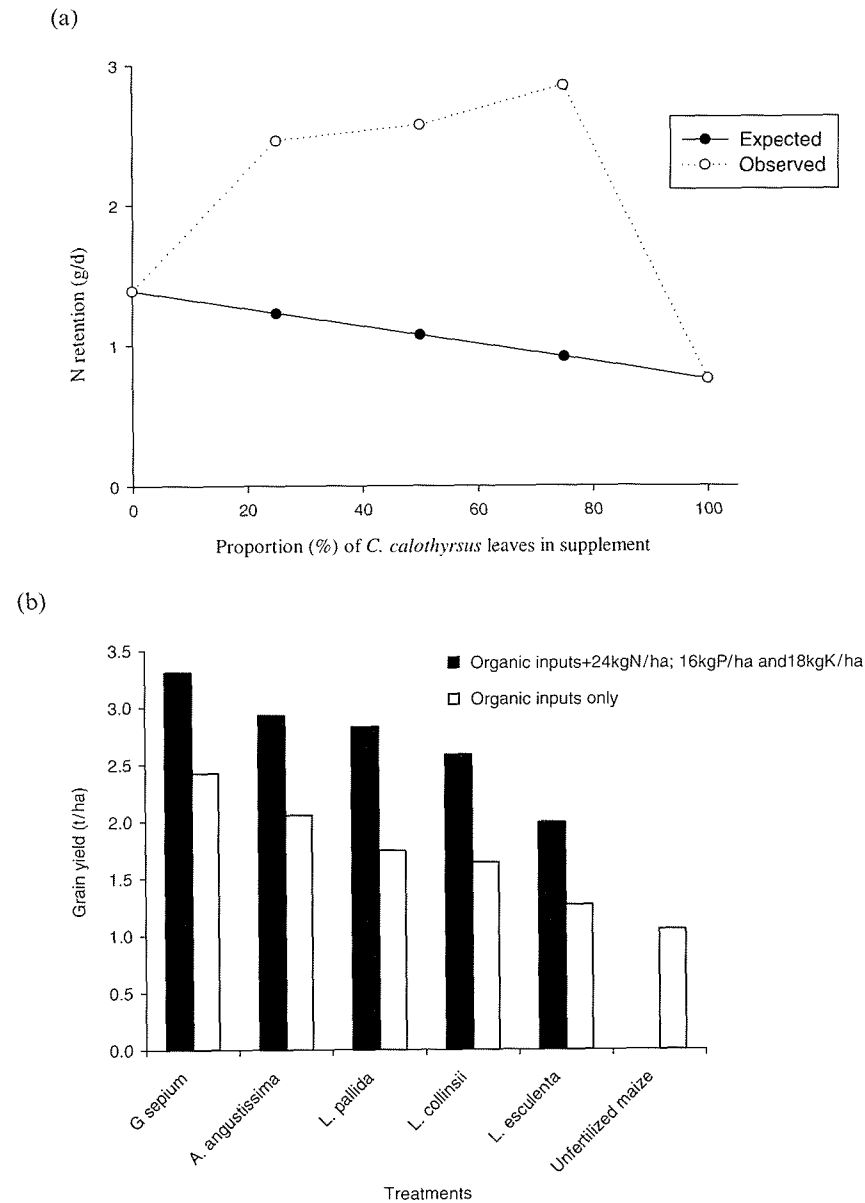 (a)
3
2
1
0
N retention (g/d)
Expected
Observed
0 20 40 60 80 100
Proportion (%) of C. calothyrsus leaves in supplement
(b)
3.5
3.0
2.5
2.0
1.5
1.0
0.5
0.0
Grain yield (t/ha)
Organic inputs+24kgN/ha; 16kgP/ha and18kgK/ha
Organic inputs only
G sepium
A. angustissima
L. pallida
L. collinsii
L. esculenta
Unfertilized maize
Treatments